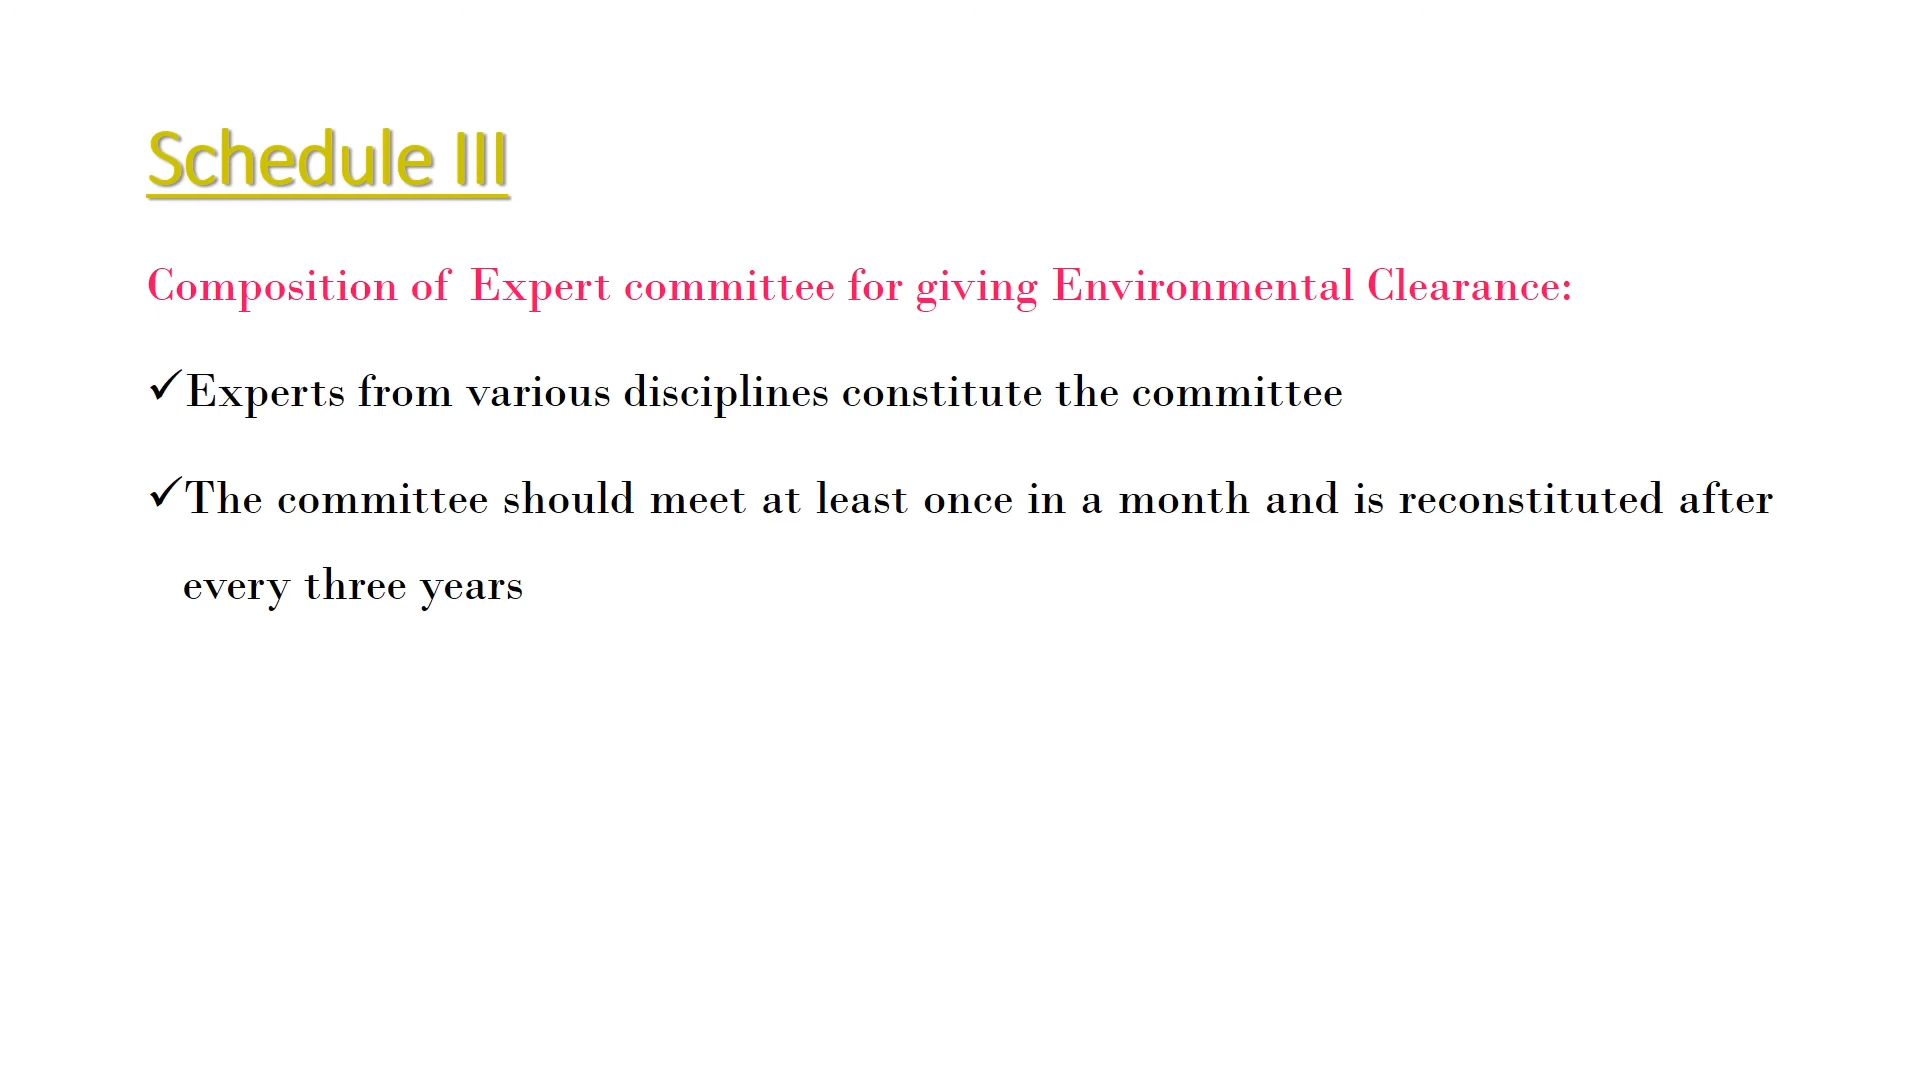 Schedule III
Composition of Expert committee for giving Environmental Clearance:
✓Experts from various disciplines constitute the committee
✓The committee should meet at least once in a month and is reconstituted after
every three years